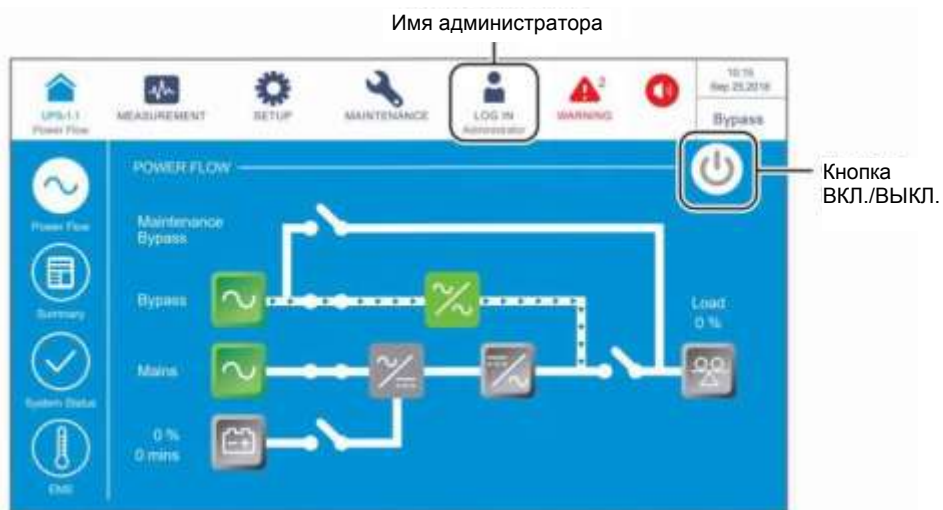 Имя администратора
10:15
Sep 25,2018
UPS-1.1
Power Flow
MEASUREMENT
SETUP
MAINTENANCE
LOG IN
Administrator
WARNING
2
Bypass
POWER FLOW
Кнопка
ВКЛ./ВЫКЛ.
Power Flow
Maintenance
Bypass
Summary
Bypass
Load
0 %
System Status
Mains
0 %
0 mins
EMS